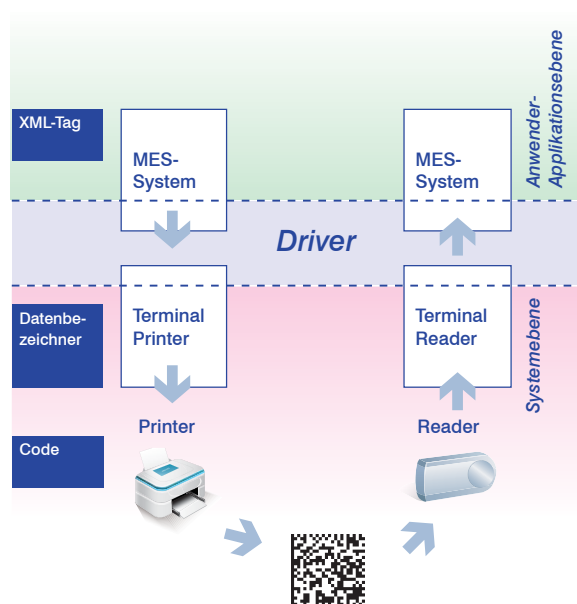 XML-Tag
MES-
System
MES-
System
Anwender-
Applikationsebene
Driver
Datenbe-
zeichner
Terminal
Printer
Terminal
Reader
Systemebene
Printer
Reader
Code